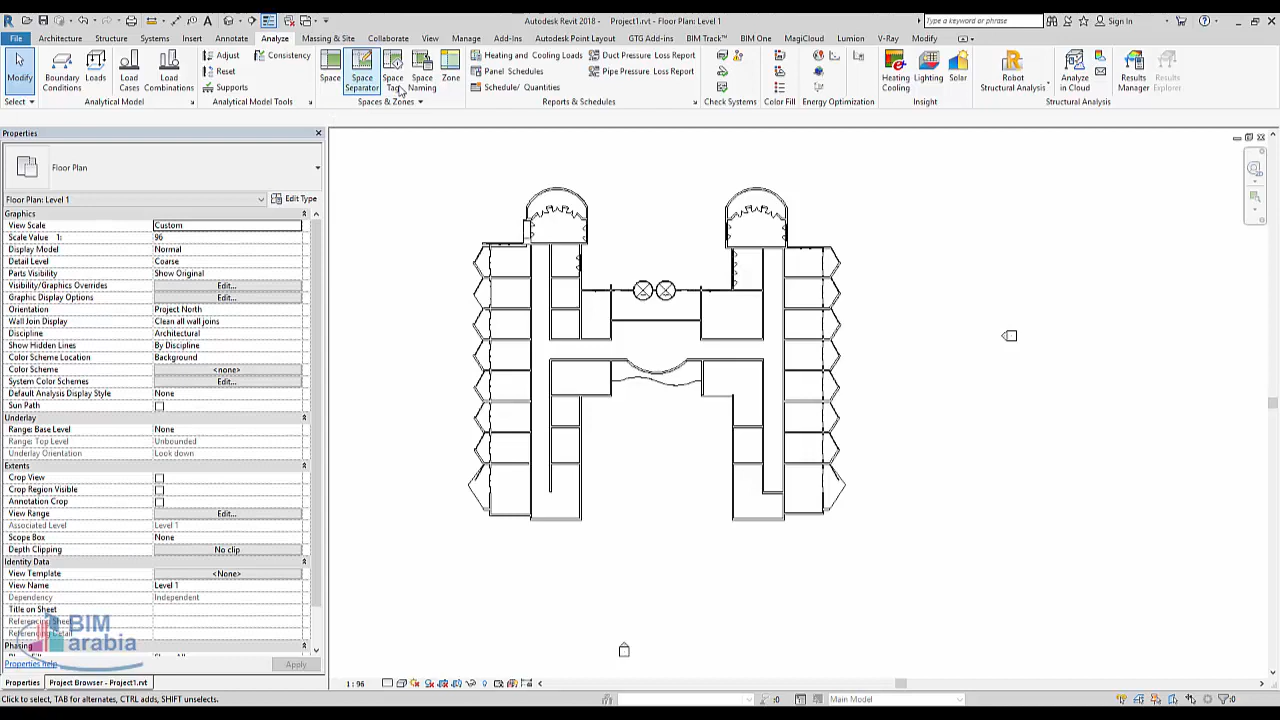 Autodesk Revit 2018 - Project1.rvt - Floor Plan: Level 1
Type a keyword or phrase
Sign In
File Architecture Structure Systems Insert Annotate Analyze Massing & Site Collaborate View Manage Add-Ins Autodesk Point Layout GTG Add-ins BIM Track™ BIM One MagiCloud Lumion V-Ray Modify
Modify
Boundary Conditions
Loads
Load Cases
Load Combinations
Adjust
Reset
Supports
Consistency
Space
Space Separator
Space Tag
Space Naming
Zone
Heating and Cooling Loads
Panel Schedules
Schedule/ Quantities
Duct Pressure Loss Report
Pipe Pressure Loss Report
Heating Cooling
Lighting
Solar
Robot Structural Analysis
Analyze in Cloud
Results Manager
Results Explorer
Select Analytical Model Analytical Model Tools Spaces & Zones Reports & Schedules Check Systems Color Fill Energy Optimization Insight Structural Analysis
Properties
Floor Plan
Floor Plan: Level 1 Edit Type
Graphics
View Scale Custom
Scale Value 1: 96
Display Model Normal
Detail Level Coarse
Parts Visibility Show Original
Visibility/Graphics Overrides Edit...
Graphic Display Options Edit...
Orientation Project North
Wall Join Display Clean all wall joins
Discipline Architectural
Show Hidden Lines By Discipline
Color Scheme Location Background
Color Scheme <none>
System Color Schemes Edit...
Default Analysis Display Style None
Sun Path
Underlay
Range: Base Level None
Range: Top Level Unbounded
Underlay Orientation Look down
Extents
Crop View
Crop Region Visible
Annotation Crop
View Range Edit...
Associated Level Level 1
Scope Box None
Depth Clipping No clip
Identity Data
View Template <None>
View Name Level 1
Dependency Independent
Title on Sheet
Referencing Sheet
Referencing Detail
Phasing
BIM
arabia
Properties help Apply
Properties Project Browser - Project1.rvt
1 : 96
Click to select, TAB for alternates, CTRL adds, SHIFT unselects.
:0
Main Model
:0